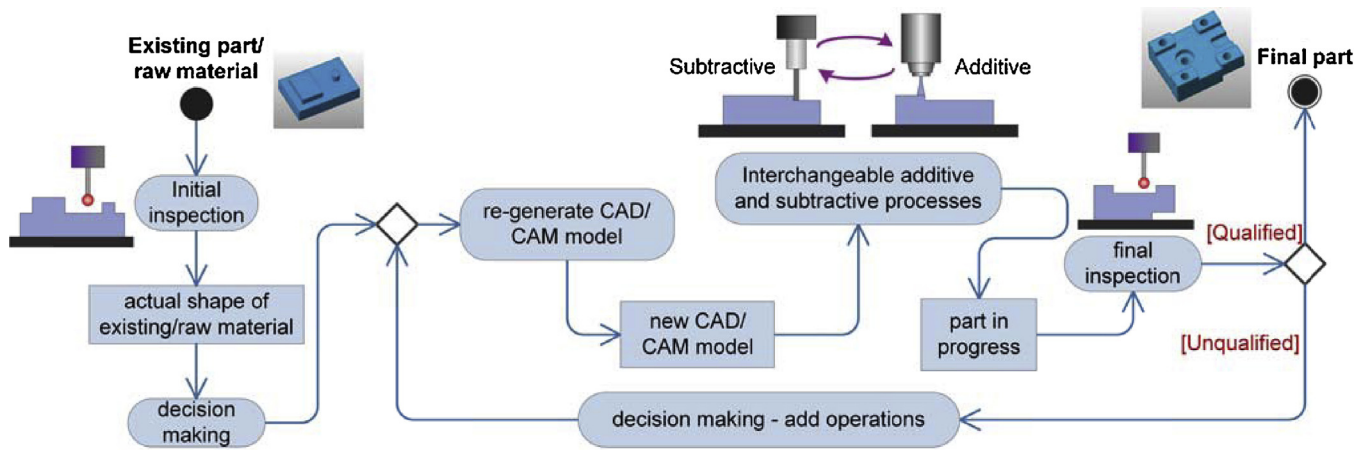 Existing part/
raw material
Initial
inspection
actual shape of
existing/raw material
decision
making
re-generate CAD/
CAM model
new CAD/
CAM model
Subtractive
Additive
Interchangeable additive
and subtractive processes
part in
progress
final
inspection
[Qualified]
Final part
[Unqualified]
decision making - add operations